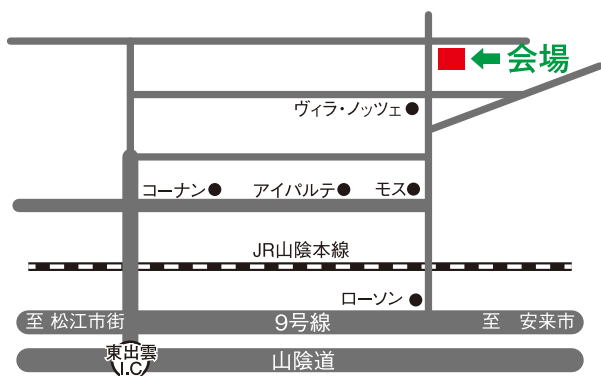 会場
ヴィラ・ノッツェ
コーナン
アイパルテ
モス
JR山陰本線
ローソン
至 松江市街
9号線
至 安来市
東出雲
I.C
山陰道